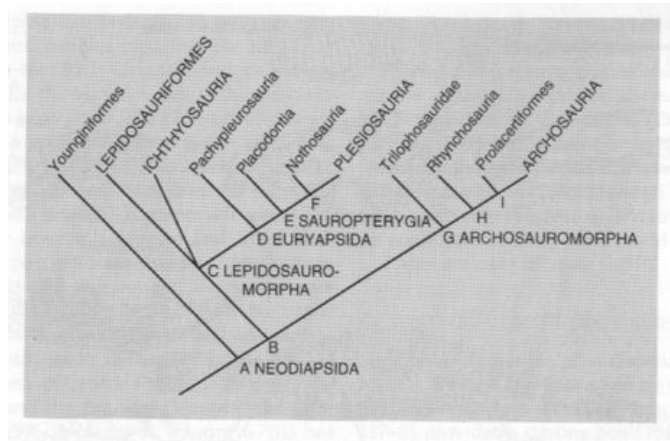 Younginiformes
LEPIDOSAURIFORMES
ICHTHYOSAURIA
Pachypleurosauria
Placodontia
Nothosauria
PLESIOSAURIA
Trilophosauridae
Rhynchosauria
Prolacertiformes
ARCHOSAURIA
F
I
E SAUROPTERYGIA
H
D EURYAPSIDA
G ARCHOSAUROMORPHA
C LEPIDOSAURO-
MORPHA
B
A NEODIAPSIDA